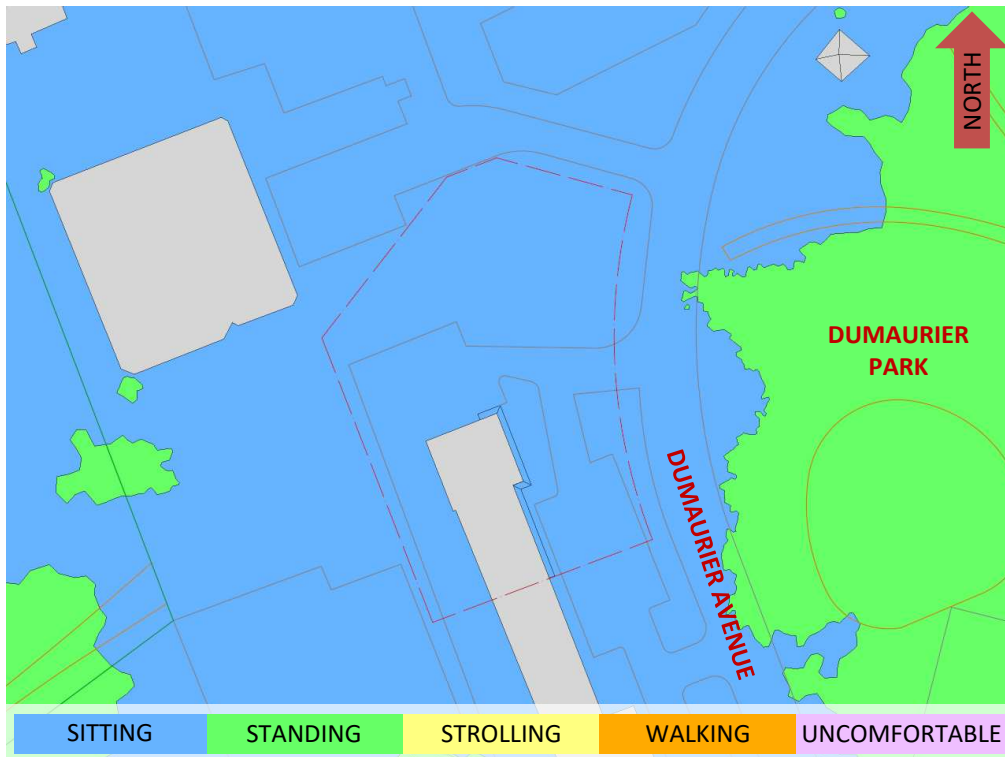 NORTH
DUMAURIER
PARK
DUMAURIER AVENUE
SITTING
STANDING
STROLLING
WALKING
UNCOMFORTABLE